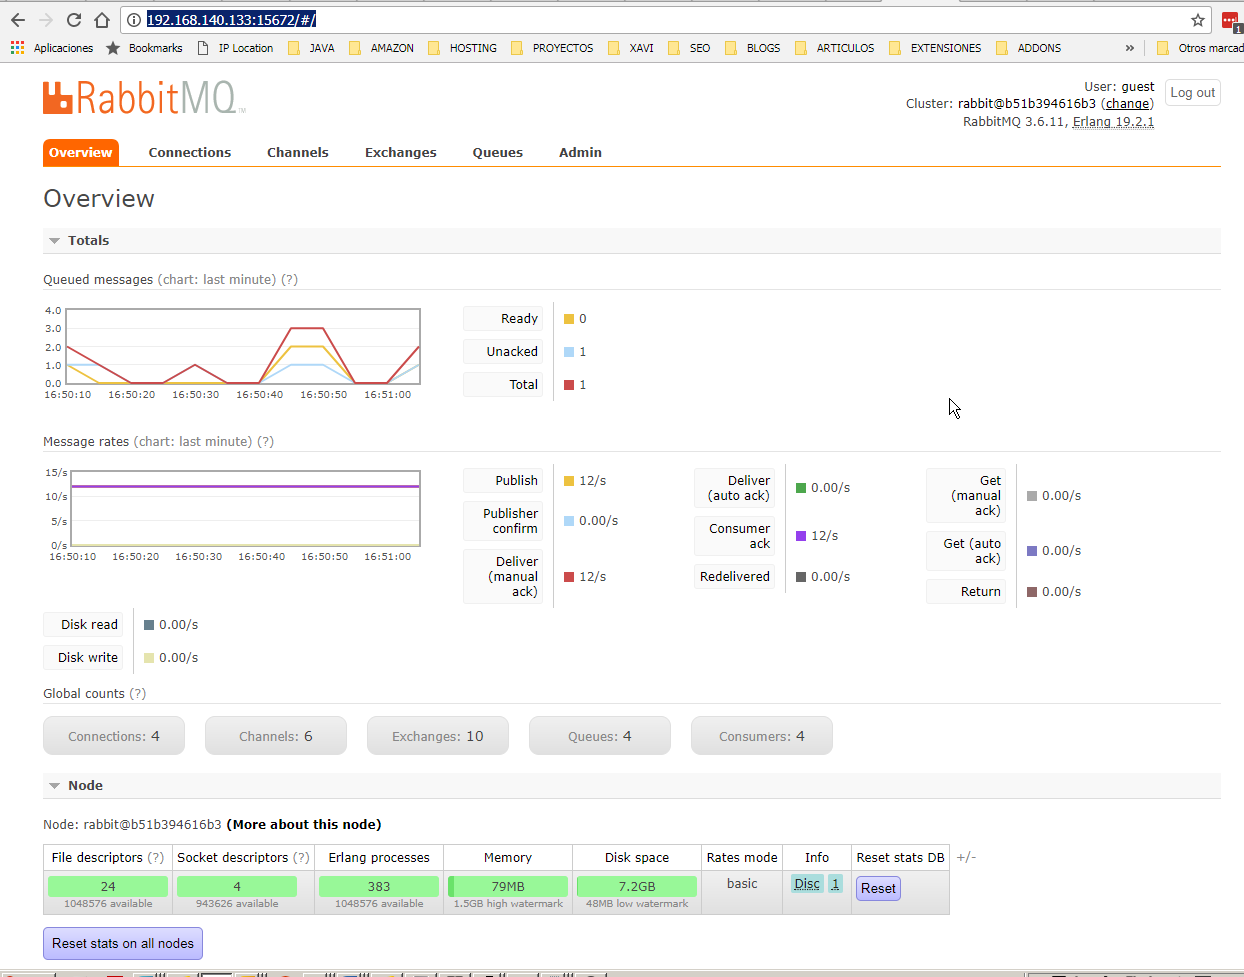 192.168.140.133:15672/#/
1
Aplicaciones Bookmarks IP Location JAVA AMAZON HOSTING PROYECTOS XAVI SEO BLOGS ARTICULOS EXTENSIONES ADDONS » Otros marcad
RabbitMQ™
User: guest
Log out
Cluster: rabbit@b51b394616b3 (change)
RabbitMQ 3.6.11, Erlang 19.2.1
Overview Connections Channels Exchanges Queues Admin
Overview
Totals
Queued messages (chart: last minute) (?)
4.0
3.0
2.0
1.0
0.0
16:50:10 16:50:20 16:50:30 16:50:40 16:50:50 16:51:00
Ready 0
Unacked 1
Total 1
Message rates (chart: last minute) (?)
15/s
10/s
5/s
0/s
16:50:10 16:50:20 16:50:30 16:50:40 16:50:50 16:51:00
Publish 12/s
Publisher
confirm 0.00/s
Deliver
(manual 12/s
ack)
Deliver
(auto ack) 0.00/s
Consumer
ack 12/s
Redelivered 0.00/s
Get
(manual 0.00/s
ack)
Get (auto
ack) 0.00/s
Return 0.00/s
Disk read 0.00/s
Disk write 0.00/s
Global counts (?)
Connections: 4 Channels: 6 Exchanges: 10 Queues: 4 Consumers: 4
Node
Node: rabbit@b51b394616b3 (More about this node)
File descriptors (?) Socket descriptors (?) Erlang processes Memory Disk space Rates mode Info Reset stats DB +/-
24 4 383 79MB 7.2GB basic Disc 1 Reset
1048576 available 943626 available 1048576 available 1.5GB high watermark 48MB low watermark
Reset stats on all nodes